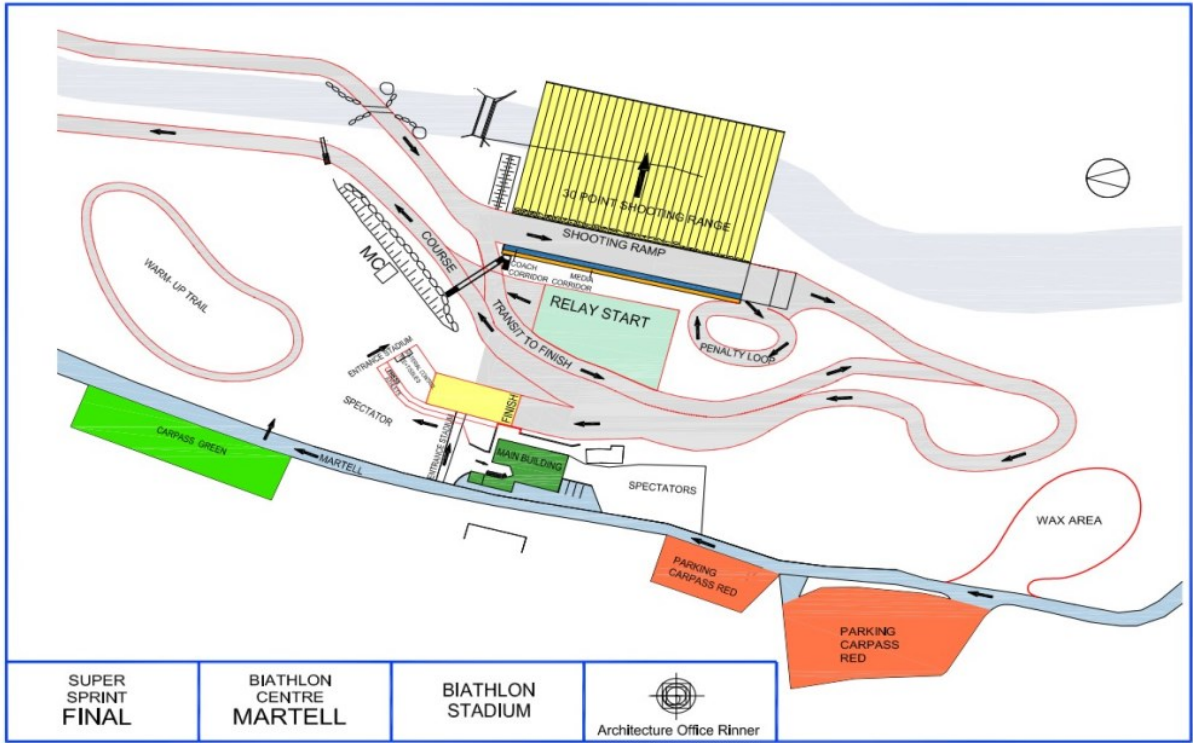 30 POINT SHOOTING RANGE
SHOOTING RAMP
COACH
CORRIDOR
MEDIA
CORRIDOR
COURSE
MC
WARM- UP TRAIL
RELAY START
TRANSIT TO FINISH
PENALTY LOOP
ENTRANCE STADIUM
SPECTATOR
FINISH
ENTRANCE STADIUM
MAIN BUILDING
CARPASS GREEN
MARTELL
SPECTATORS
WAX AREA
PARKING
CARPASS RED
PARKING
CARPASS
RED
SUPER
SPRINT
FINAL
BIATHLON
CENTRE
MARTELL
BIATHLON
STADIUM
Architecture Office Rinner